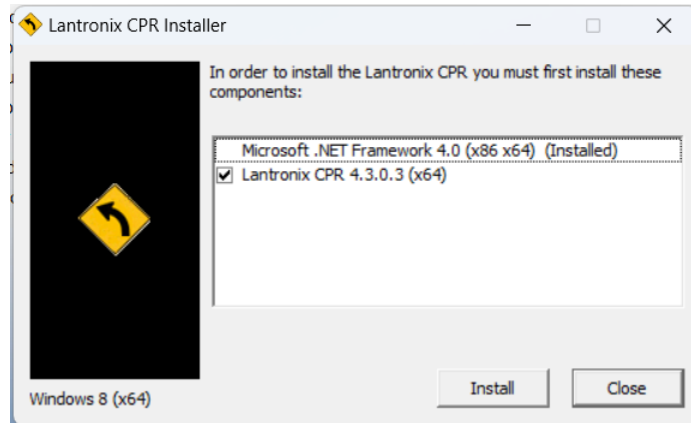 Lantronix CPR Installer
In order to install the Lantronix CPR you must first install these
components:
Microsoft .NET Framework 4.0 (x86 x64) (Installed)
Lantronix CPR 4.3.0.3 (x64)
Windows 8 (x64)
Install
Close